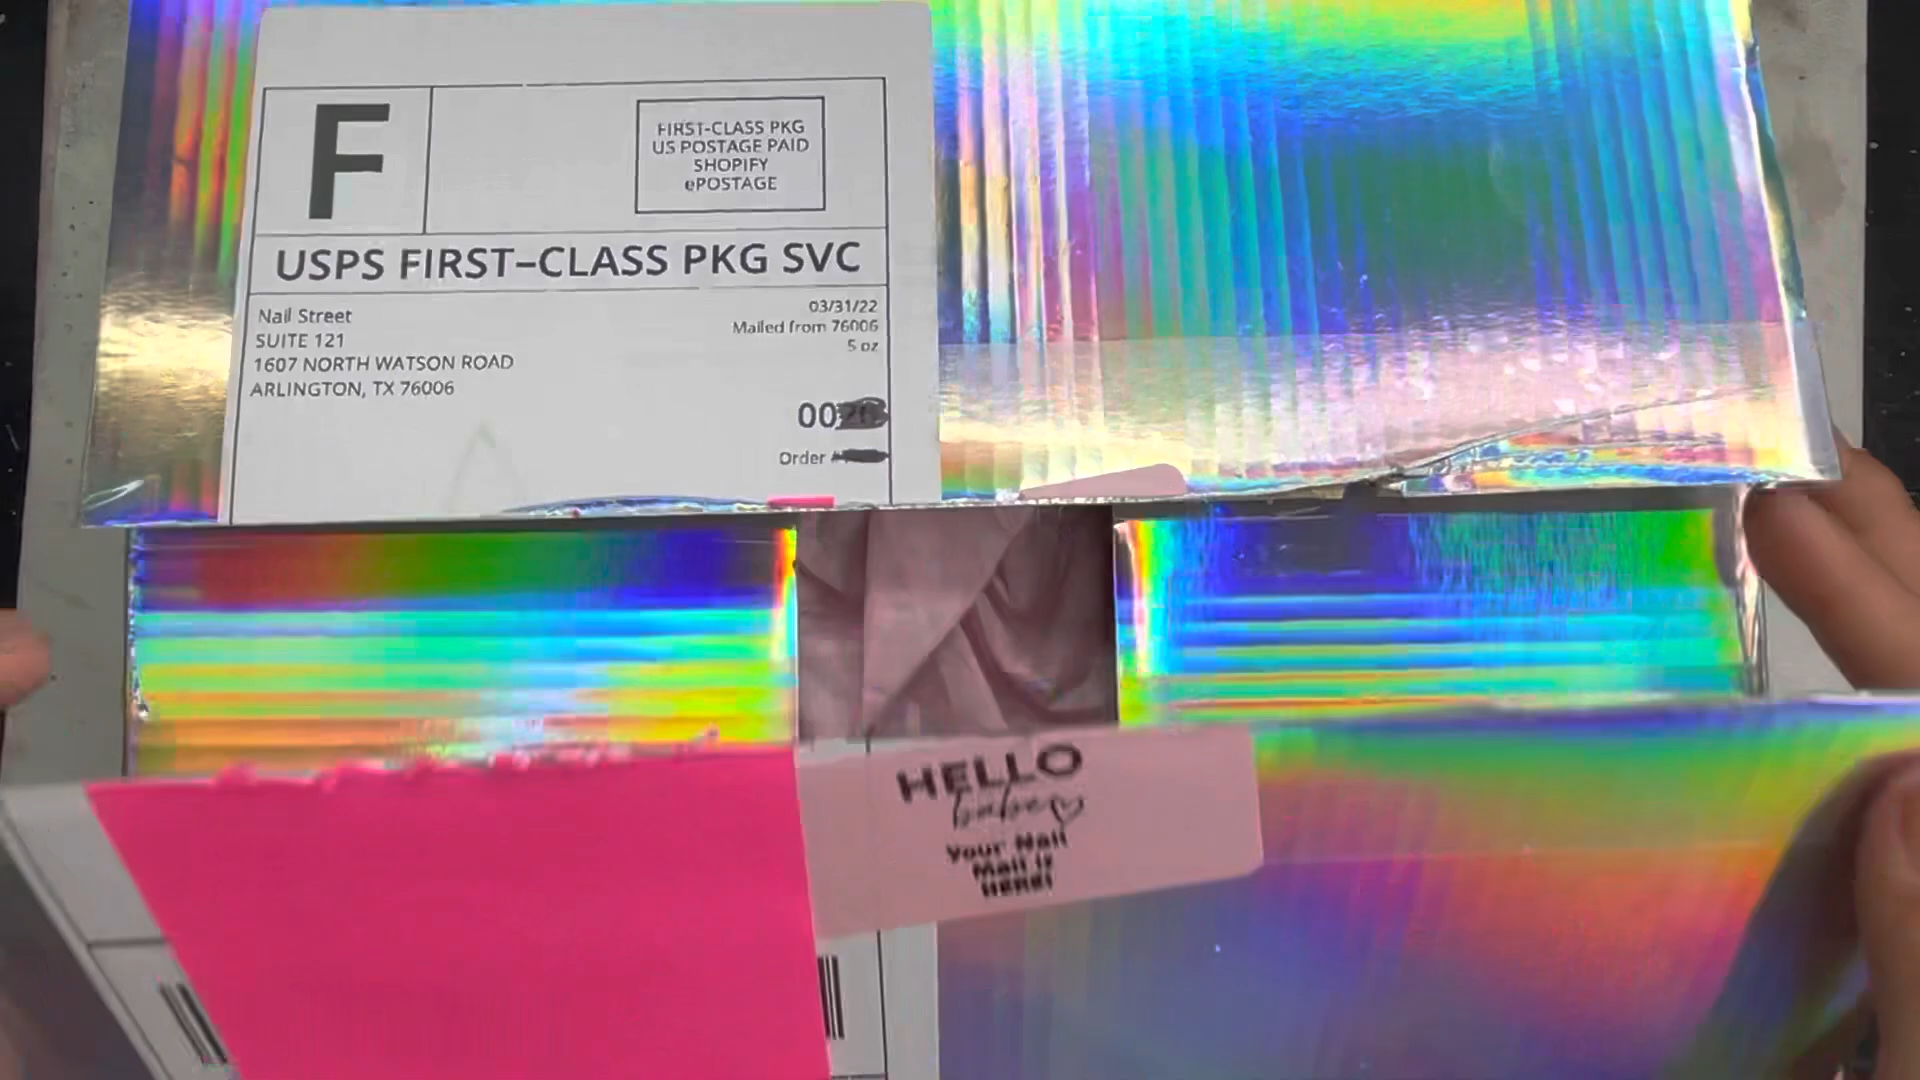 F
FIRST-CLASS PKG
US POSTAGE PAID
SHOPIFY
ePOSTAGE
USPS FIRST-CLASS PKG SVC
Nail Street
SUITE 121
1607 NORTH WATSON ROAD
ARLINGTON, TX 76006
03/31/22
Mailed from 76006
5 oz
00
Order #
HELLO
babe
Your Nail
Mail is
HERE!